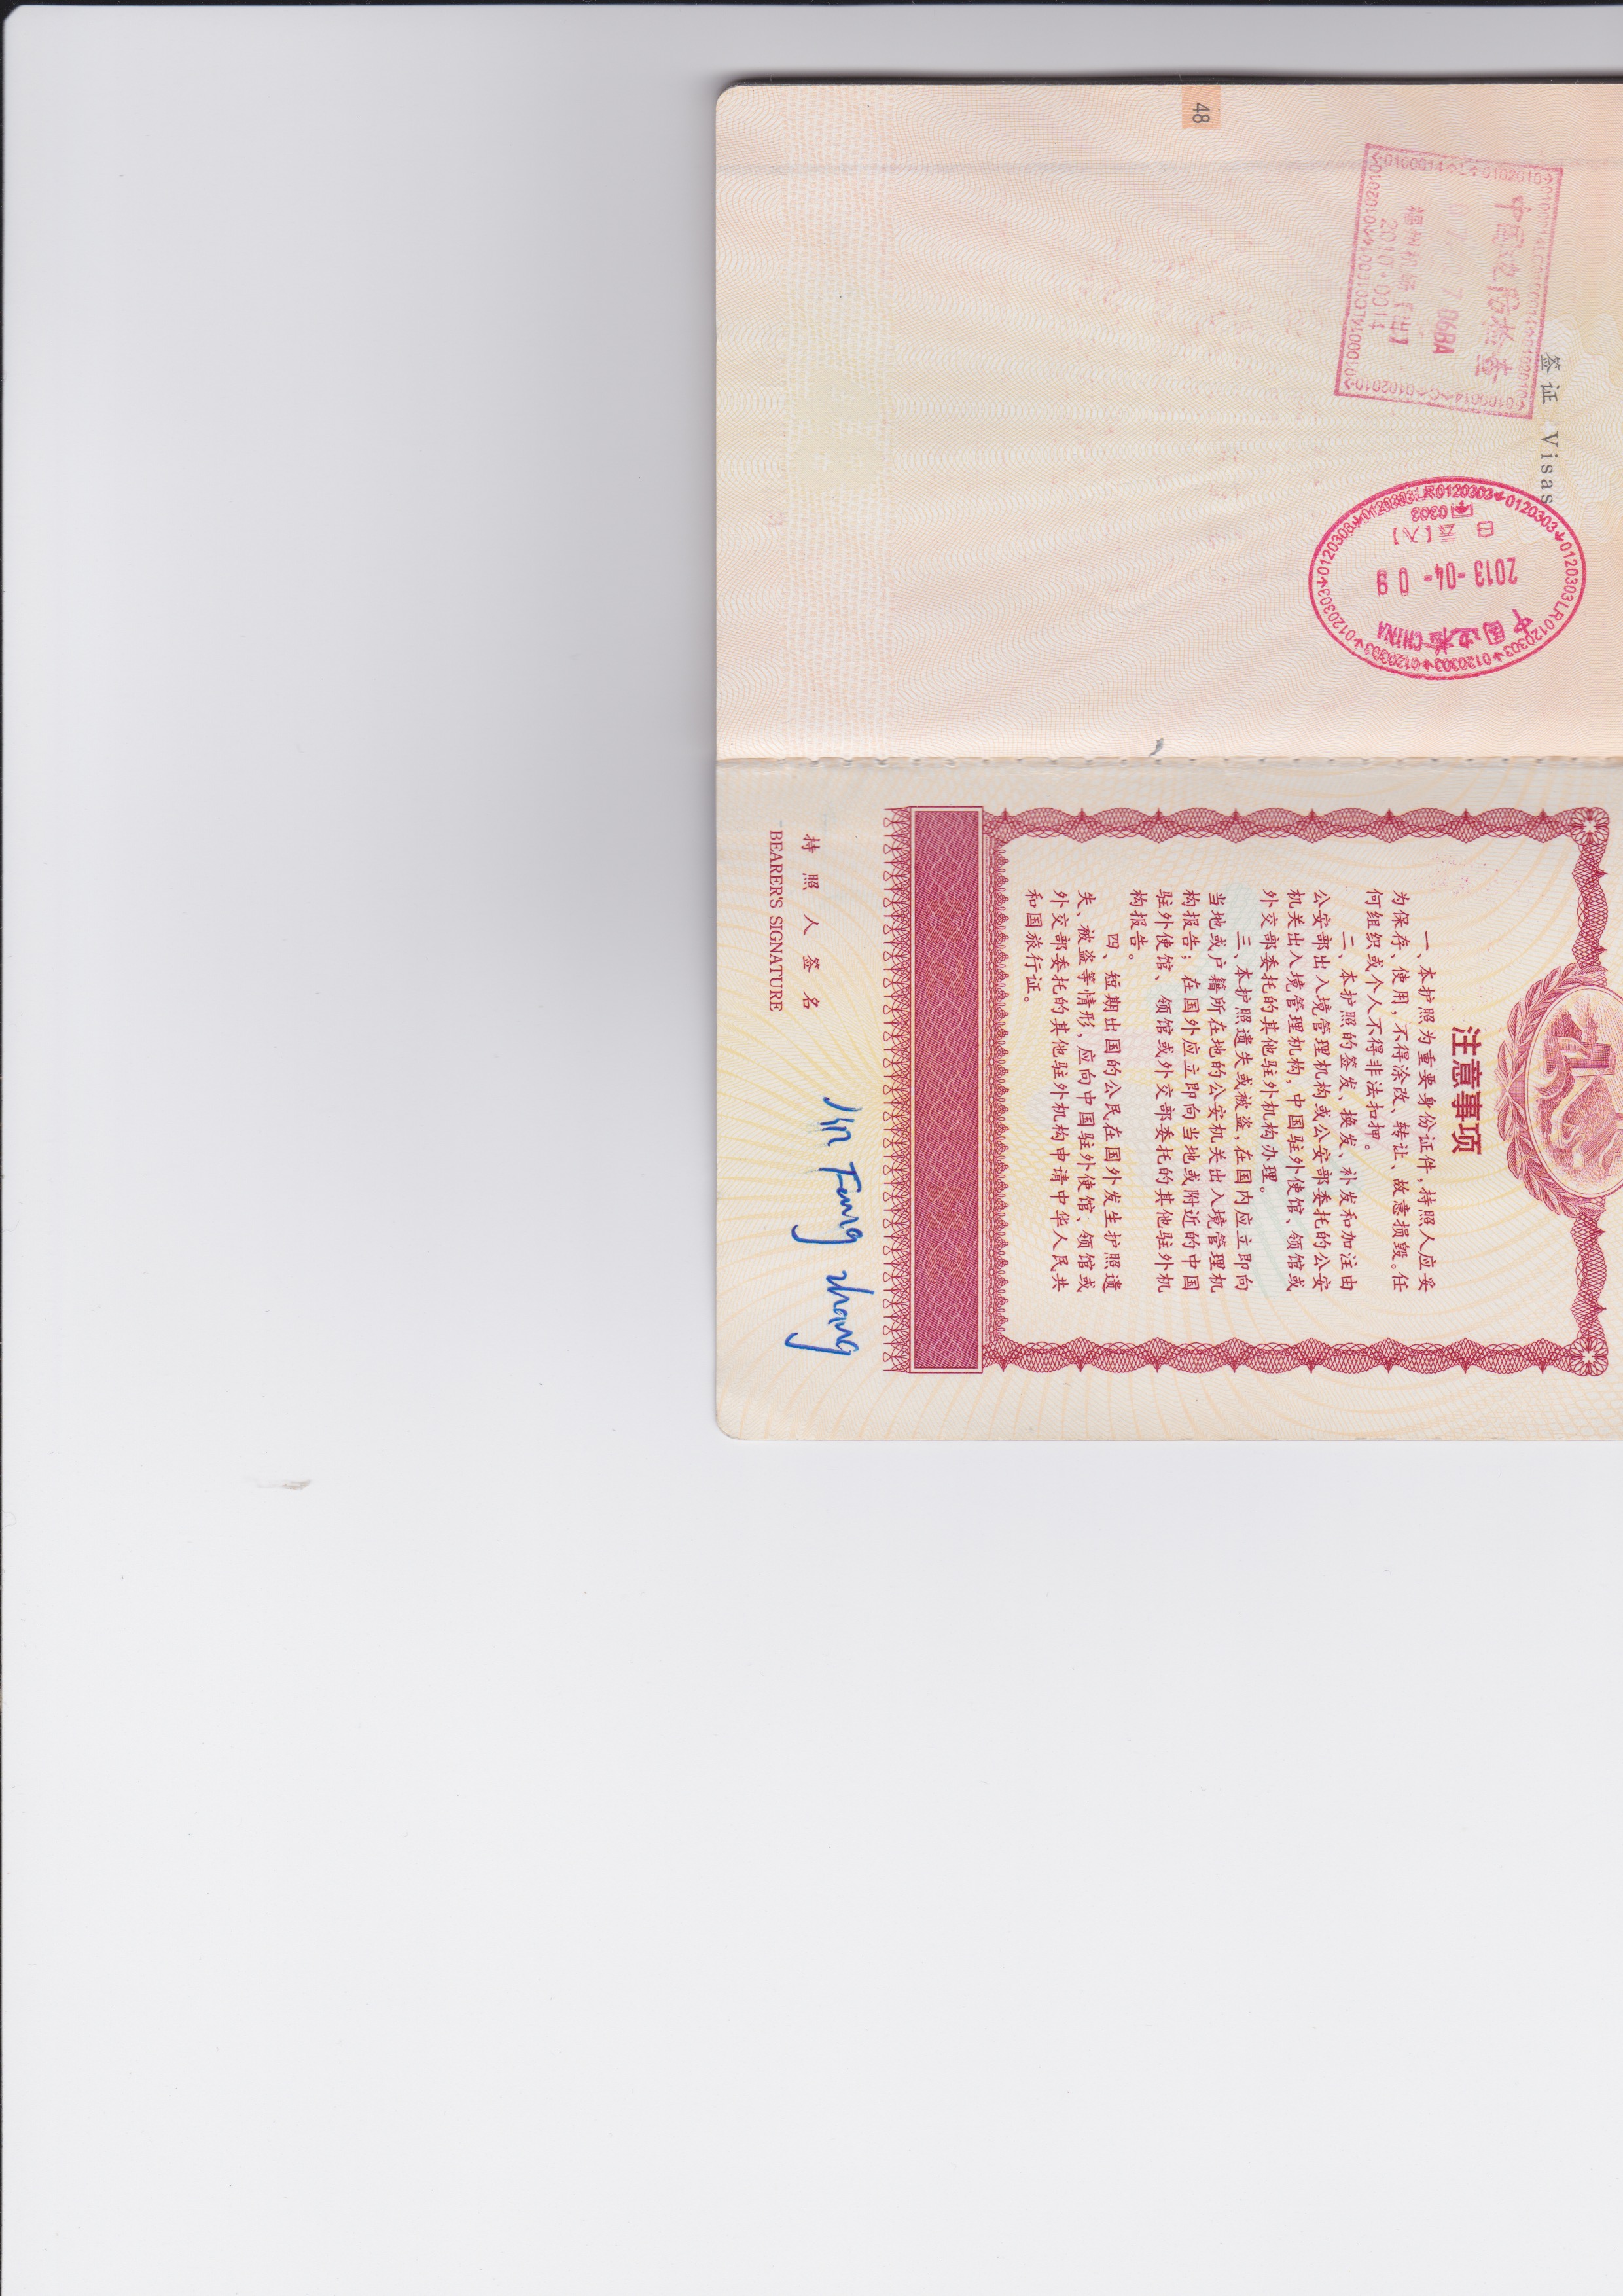 48
签证 Visas
中国边防检查
D6BA
福州机场
2010·0014
中国边检CHINA
2013-04-09
白云【入】
0303
注意事项
一、本护照为重要身份证件,持照人应妥
为保存、使用,不得涂改、转让、故意损毁。任
何组织或个人不得非法扣押。
二、本护照的签发、换发、补发和加注由
公安部出入境管理机构或公安部委托的公安
机关出入境管理机构,中国驻外使馆、领馆或
外交部委托的其他驻外机构办理。
三、本护照遗失或被盗,在国内应立即向
当地或户籍所在地的公安机关出入境管理机
构报告;在国外应立即向当地或附近的中国
驻外使馆、领馆或外交部委托的其他驻外机
构报告。
四、短期出国的公民在国外发生护照遗
失、被盗等情形,应向中国驻外使馆、领馆或
外交部委托的其他驻外机构申请中华人民共
和国旅行证。
持照人签名
BEARER'S SIGNATURE
Jin Feng zhang